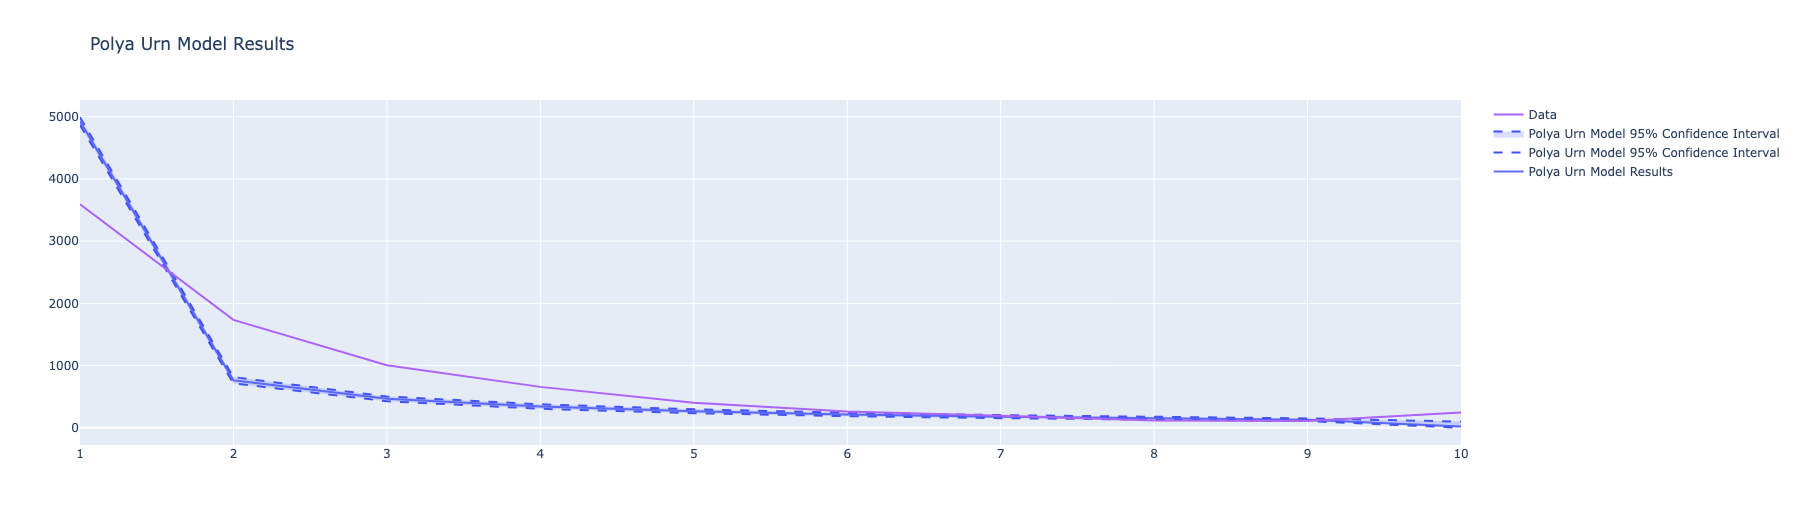 Polya Urn Model Results
5000
4000
3000
2000
1000
0
1 2 3 4 5 6 7 8 9 10
Data
Polya Urn Model 95% Confidence Interval
Polya Urn Model 95% Confidence Interval
Polya Urn Model Results